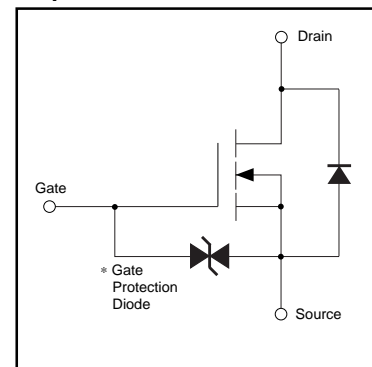 Drain
Gate
* Gate
Protection
Diode
Source